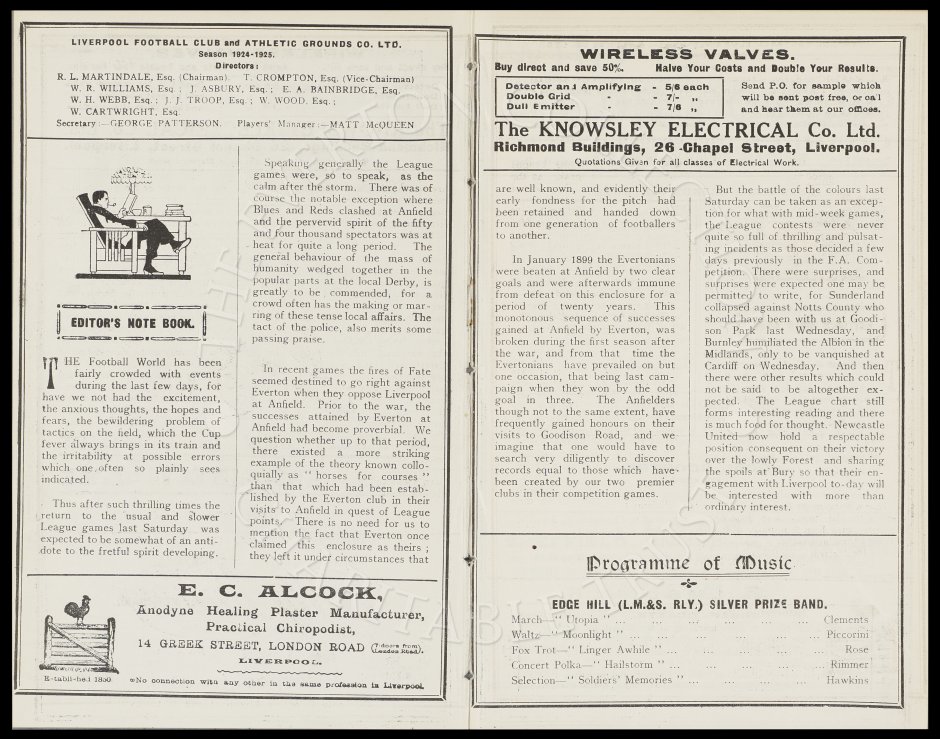 LIVERPOOL FOOTBALL CLUB and ATHLETIC GROUNDS CO. LTD.
Season 1924-1925.
Directors:
R. L. MARTINDALE, Esq. (Chairman). T. CROMPTON, Esq. (Vice-Chairman)
W. R. WILLIAMS, Esq.; J. ASBURY, Esq.; E. A. BAINBRIDGE, Esq.
W. H. WEBB, Esq.; J. J. TROOP, Esq.; W. WOOD, Esq.;
W. CARTWRIGHT, Esq.
Secretary:—GEORGE PATTERSON. Players' Manager:—MATT McQUEEN
EDITOR'S NOTE BOOK.
THE Football World has been
fairly crowded with events
during the last few days, for
have we not had the excitement,
the anxious thoughts, the hopes and
fears, the bewildering problem of
tactics on the field, which the Cup
fever always brings in its train and
the irritability at possible errors
which one often so plainly sees
indicated.
Thus after such thrilling times the
return to the usual and slower
League games last Saturday was
expected to be somewhat of an anti-
dote to the fretful spirit developing.
Speaking generally the League
games were, so to speak, as the
calm after the storm. There was of
course the notable exception where
Blues and Reds clashed at Anfield
and the pervervid spirit of the fifty
and four thousand spectators was at
heat for quite a long period. The
general behaviour of the mass of
humanity wedged together in the
popular parts at the local Derby, is
greatly to be commended, for a
crowd often has the making or mar-
ring of these tense local affairs. The
tact of the police, also merits some
passing praise.
In recent games the fires of Fate
seemed destined to go right against
Everton when they oppose Liverpool
at Anfield. Prior to the war, the
successes attained by Everton at
Anfield had become proverbial. We
question whether up to that period,
there existed a more striking
example of the theory known collo-
quially as "horses for courses"
than that which had been estab-
lished by the Everton club in their
visits to Anfield in quest of League
points. There is no need for us to
mention the fact that Everton once
claimed this enclosure as theirs;
they left it under circumstances that
E. C. ALCOCK,
Anodyne Healing Plaster Manufacturer,
Practical Chiropodist,
14 GREEK STREET, LONDON ROAD (7 doors from London Road).
LIVERPOOL.
Established 1850
No connection with any other in the same profession in Liverpool.
WIRELESS VALVES.
Buy direct and save 50%. Halve Your Costs and Double Your Results.
Detector and Amplifying - 5/6 each
Double Grid - - 7/- ,,
Dull Emitter - - 7/6 ,,
Send P.O. for sample which
will be sent post free, or call
and hear them at our offices.
The KNOWSLEY ELECTRICAL Co. Ltd.
Richmond Buildings, 26 Chapel Street, Liverpool.
Quotations Given for all classes of Electrical Work.
are well known, and evidently their
early fondness for the pitch had
been retained and handed down
from one generation of footballers
to another.
In January 1899 the Evertonians
were beaten at Anfield by two clear
goals and were afterwards immune
from defeat on this enclosure for a
period of twenty years. This
monotonous sequence of successes
gained at Anfield by Everton, was
broken during the first season after
the war, and from that time the
Evertonians have prevailed on but
one occasion, that being last cam-
paign when they won by the odd
goal in three. The Anfielders
though not to the same extent, have
frequently gained honours on their
visits to Goodison Road, and we
imagine that one would have to
search very diligently to discover
records equal to those which have
been created by our two premier
clubs in their competition games.
But the battle of the colours last
Saturday can be taken as an excep-
tion for what with mid-week games,
the League contests were never
quite so full of thrilling and pulsat-
ing incidents as those decided a few
days previously in the F.A. Com-
petition. There were surprises, and
surprises were expected one may be
permitted to write, for Sunderland
collapsed against Notts County who
should have been with us at Goodi-
son Park last Wednesday, and
Burnley humiliated the Albion in the
Midlands, only to be vanquished at
Cardiff on Wednesday. And then
there were other results which could
not be said to be altogether ex-
pected. The League chart still
forms interesting reading and there
is much food for thought. Newcastle
United now hold a respectable
position consequent on their victory
over the lowly Forest and sharing
the spoils at Bury so that their en-
gagement with Liverpool to-day will
be interested with more than
ordinary interest.
Programme of Music
EDGE HILL (L.M.&S. RLY.) SILVER PRIZE BAND.
March—"Utopia" ... ... ... ... ... Clements
Waltz—"Moonlight" ... ... ... ... ... Piccorini
Fox Trot—"Linger Awhile" ... ... ... ... Rose
Concert Polka—"Hailstorm" ... ... ... ... Rimmer
Selection—"Soldiers' Memories" ... ... ... ... Hawkins